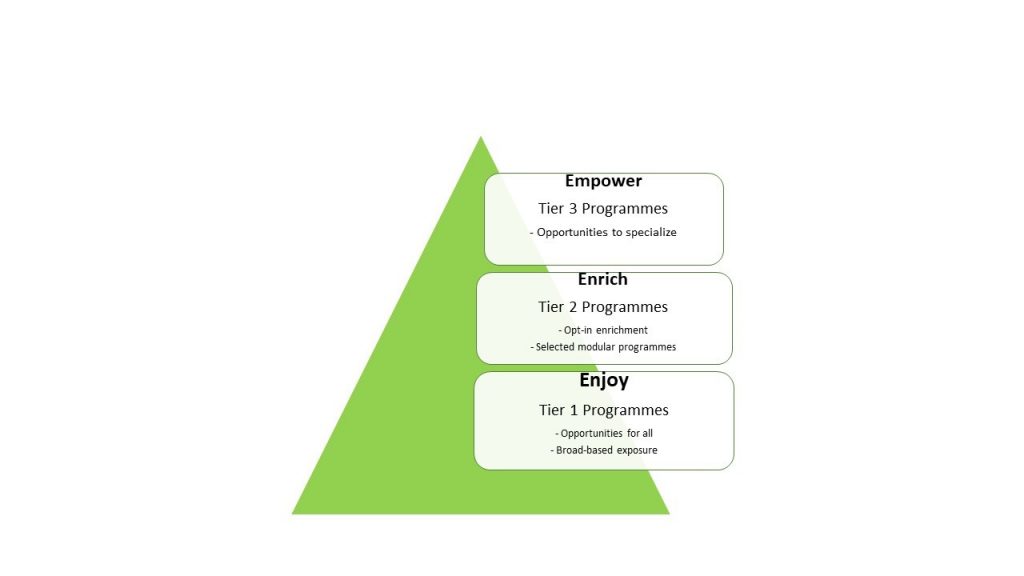 Empower
Tier 3 Programmes
- Opportunities to specialize
Enrich
Tier 2 Programmes
- Opt-in enrichment
- Selected modular programmes
Enjoy
Tier 1 Programmes
- Opportunities for all
- Broad-based exposure